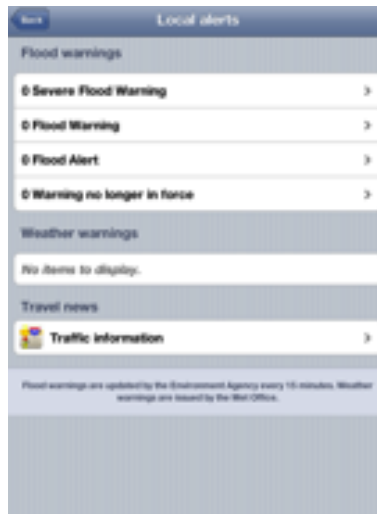 Back
Local alerts
Flood warnings
0 Severe Flood Warning
0 Flood Warning
0 Flood Alert
0 Warning no longer in force
Weather warnings
No items to display.
Travel news
Traffic information
Flood warnings are updated by the Environment Agency every 15 minutes. Weather
warnings are issued by the Met Office.